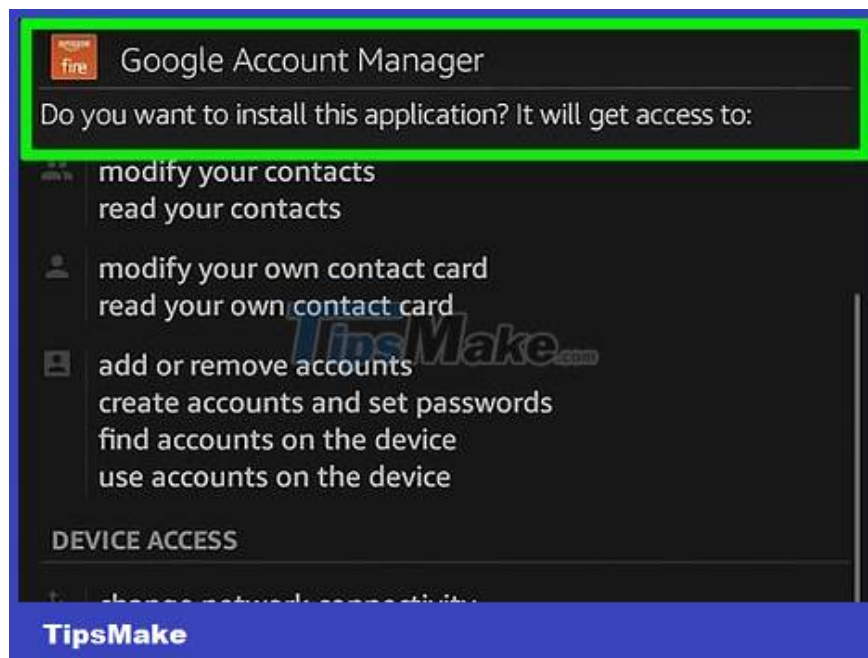 amazon
fire
Google Account Manager
Do you want to install this application? It will get access to:
modify your contacts
read your contacts
modify your own contact card
read your own contact card
TipsMake.com
add or remove accounts
create accounts and set passwords
find accounts on the device
use accounts on the device
DEVICE ACCESS
change network connectivity
TipsMake